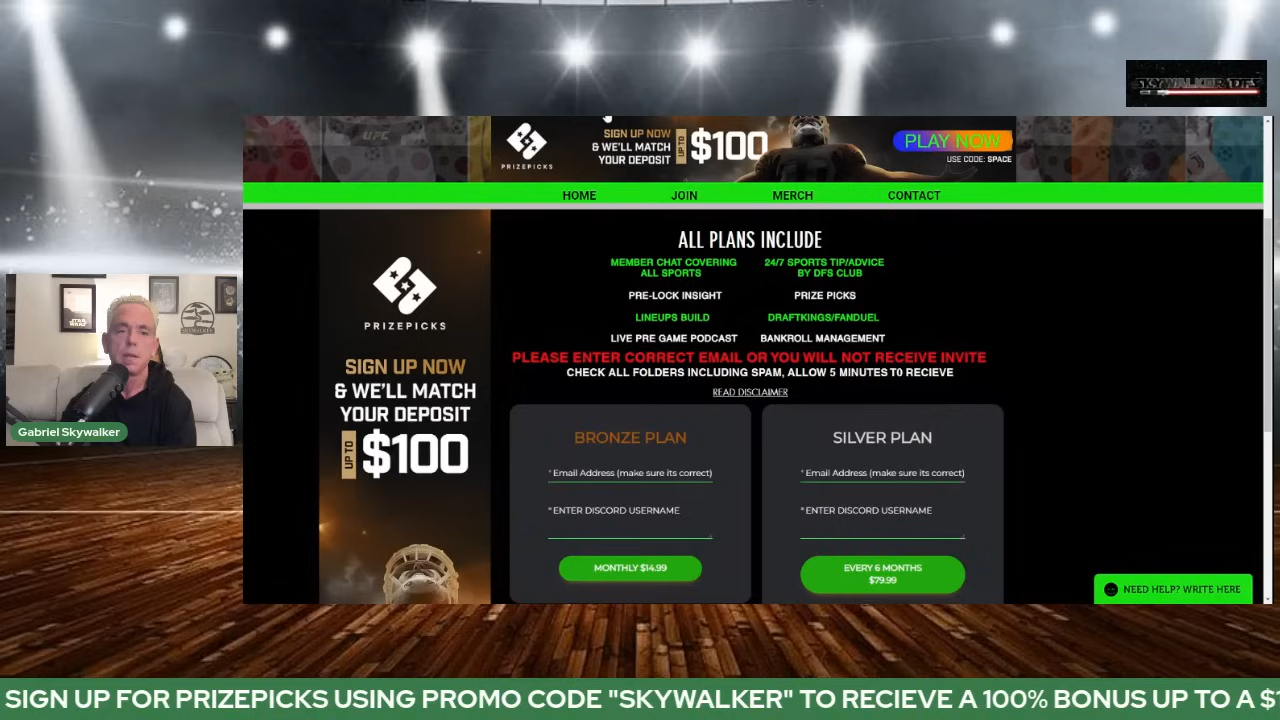 SKYWALKER DFS
UFC
PRIZEPICKS
SIGN UP NOW
& WE'LL MATCH
YOUR DEPOSIT
UP TO
$100
PLAY NOW
USE CODE: SPACE
HOME
JOIN
MERCH
CONTACT
PRIZEPICKS
SIGN UP NOW
& WE'LL MATCH
YOUR DEPOSIT
UP TO
$100
ALL PLANS INCLUDE
MEMBER CHAT COVERING
ALL SPORTS
24/7 SPORTS TIP/ADVICE
BY DFS CLUB
PRE-LOCK INSIGHT
PRIZE PICKS
LINEUPS BUILD
DRAFTKINGS/FANDUEL
LIVE PRE GAME PODCAST
BANKROLL MANAGEMENT
PLEASE ENTER CORRECT EMAIL OR YOU WILL NOT RECEIVE INVITE
CHECK ALL FOLDERS INCLUDING SPAM, ALLOW 5 MINUTES T0 RECIEVE
READ DISCLAIMER
BRONZE PLAN
* Email Address (make sure its correct)
* ENTER DISCORD USERNAME
MONTHLY $14.99
SILVER PLAN
* Email Address (make sure its correct)
* ENTER DISCORD USERNAME
EVERY 6 MONTHS
$79.99
NEED HELP? WRITE HERE
STAR
WARS
Gabriel Skywalker
SIGN UP FOR PRIZEPICKS USING PROMO CODE "SKYWALKER" TO RECIEVE A 100% BONUS UP TO A $1